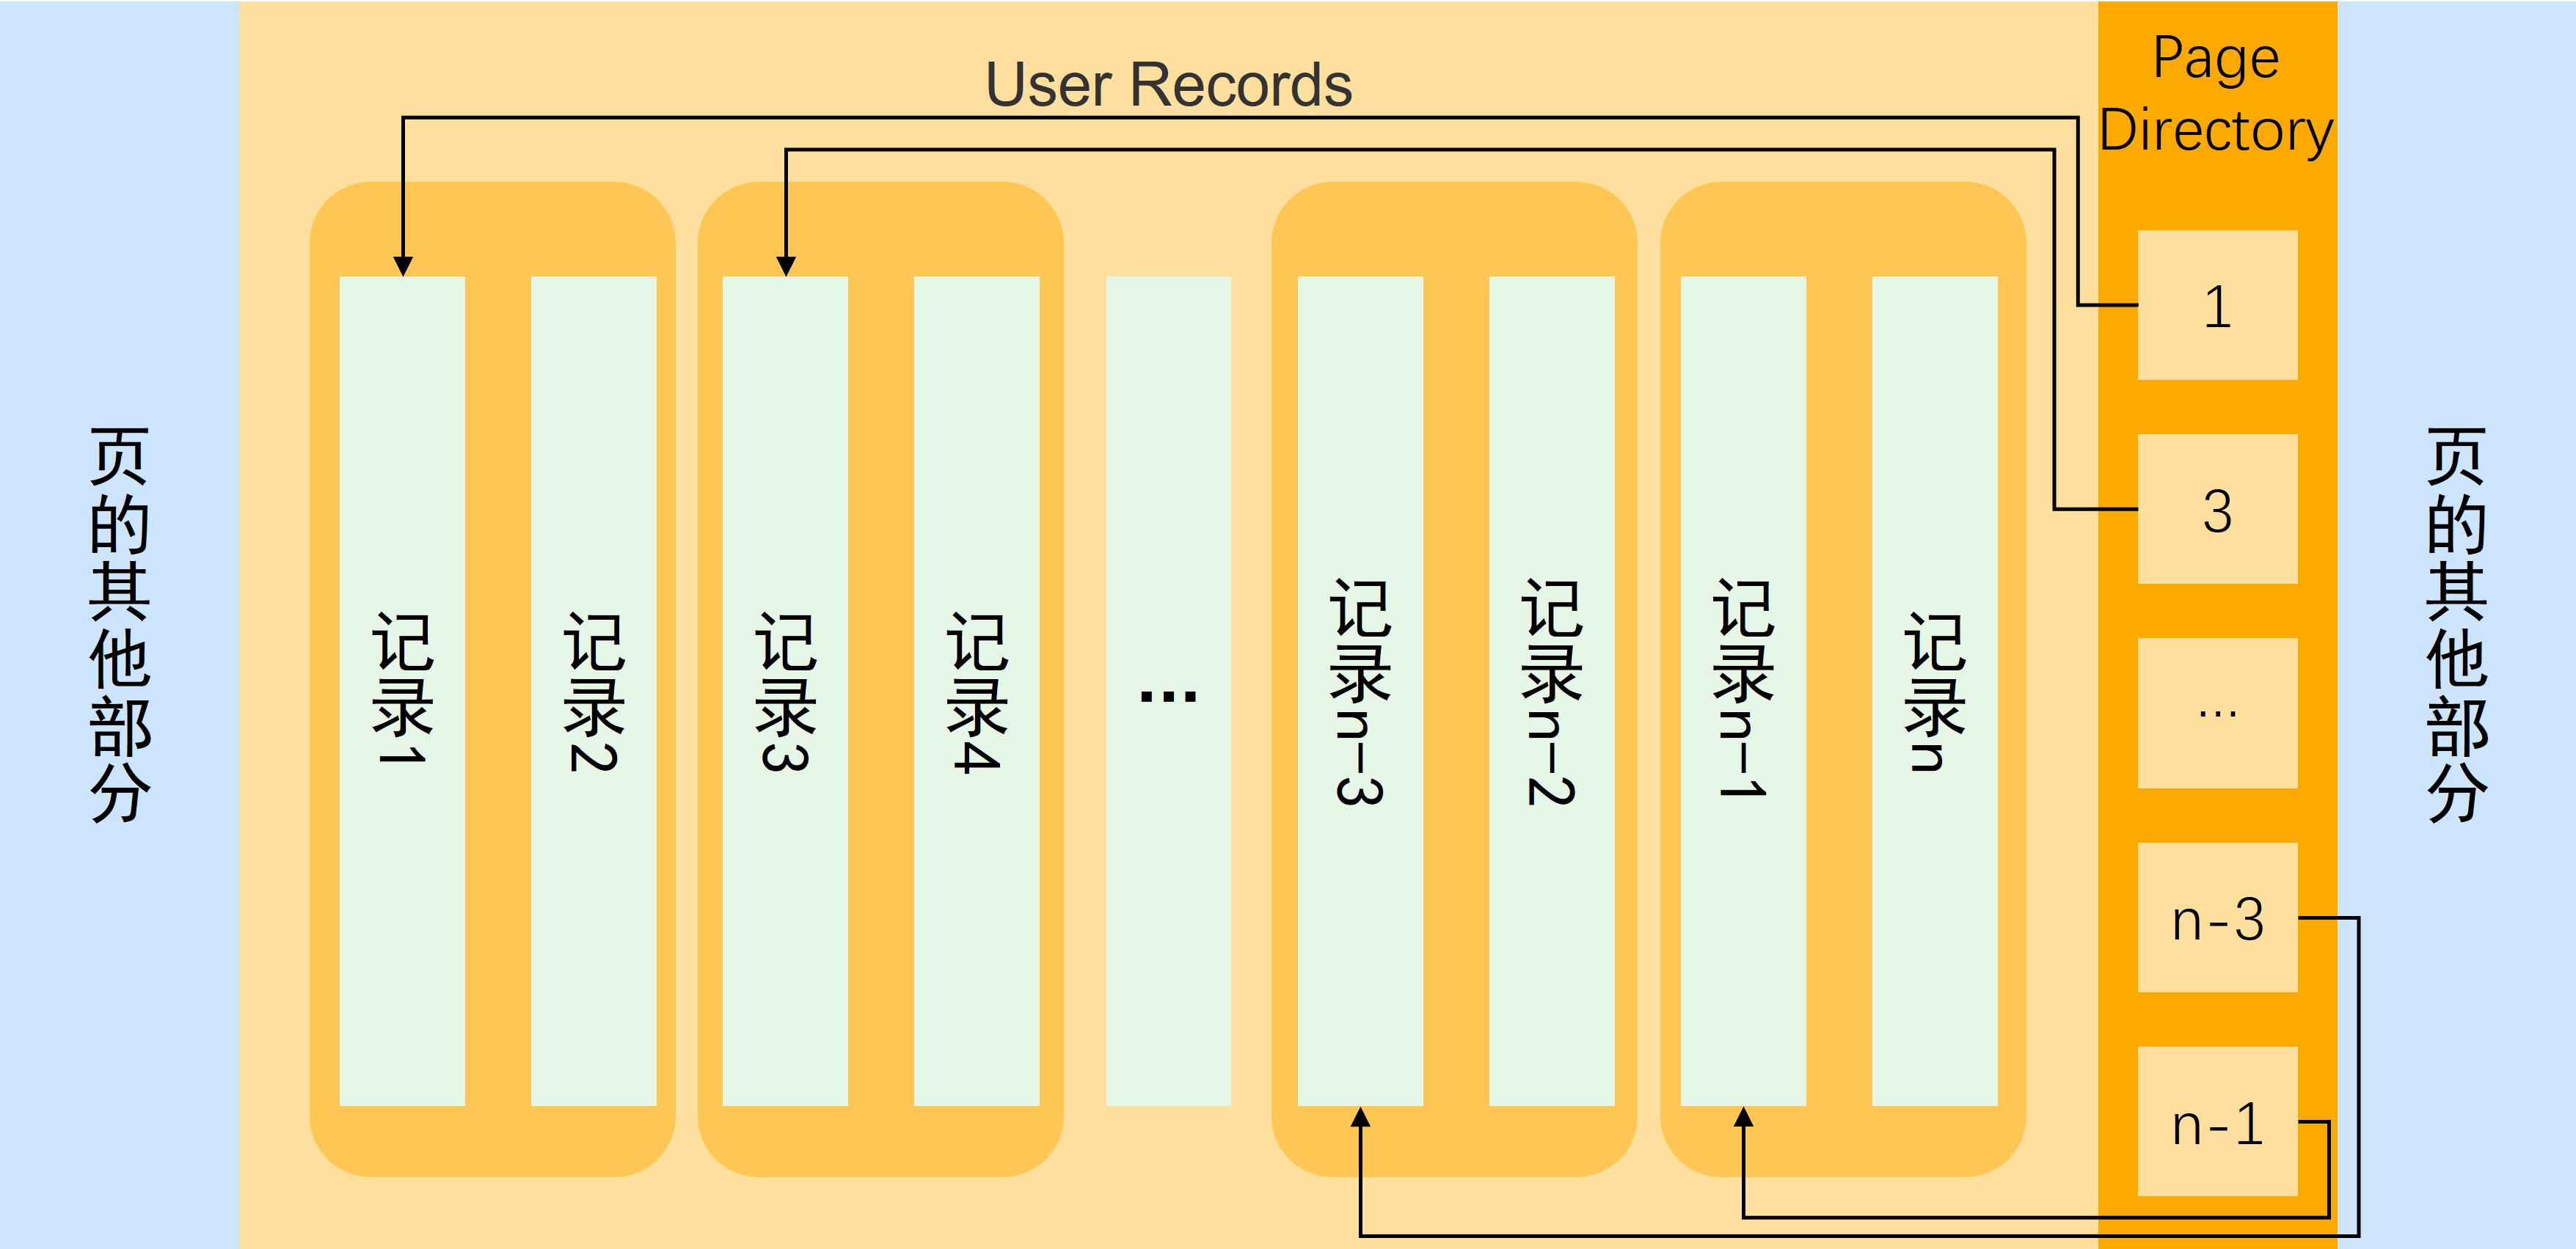 页的其他部分
User Records
记录1
记录2
记录3
记录4
...
记录n-3
记录n-2
记录n-1
记录n
Page
Directory
1
3
...
n-3
n-1
页的其他部分